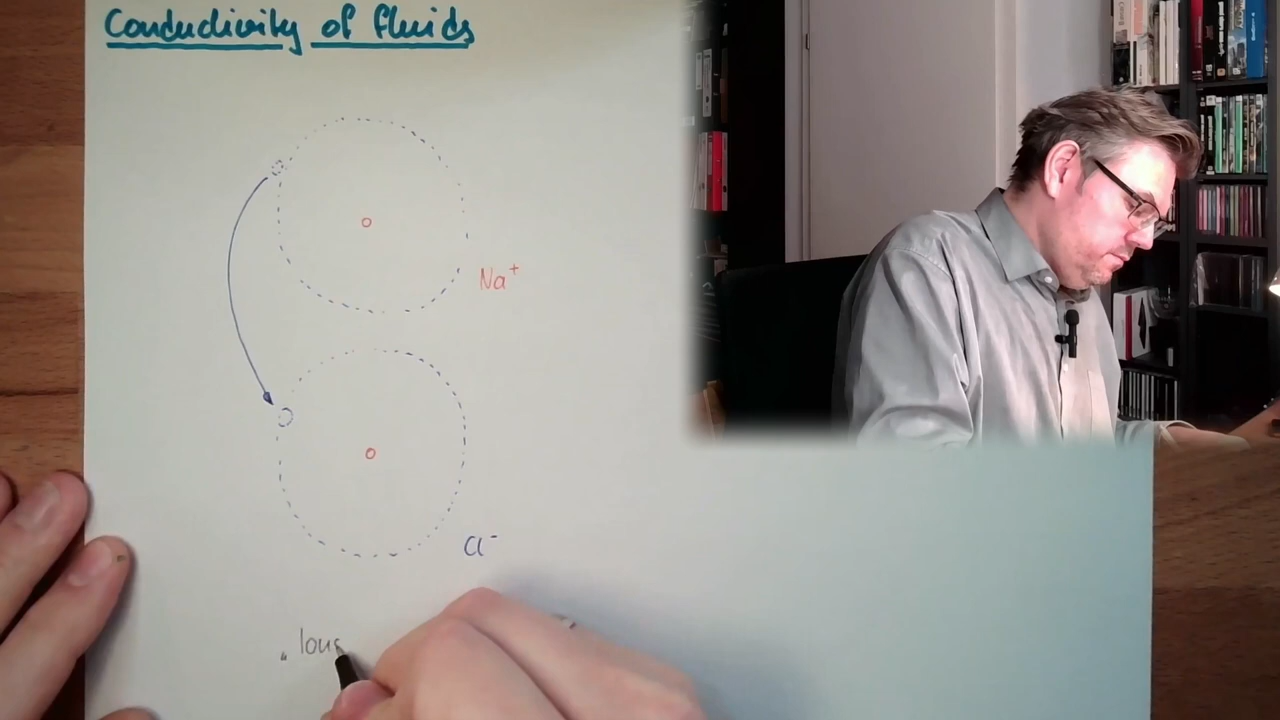 Conductivity of fluids
Na⁺
Cl⁻
„Ions